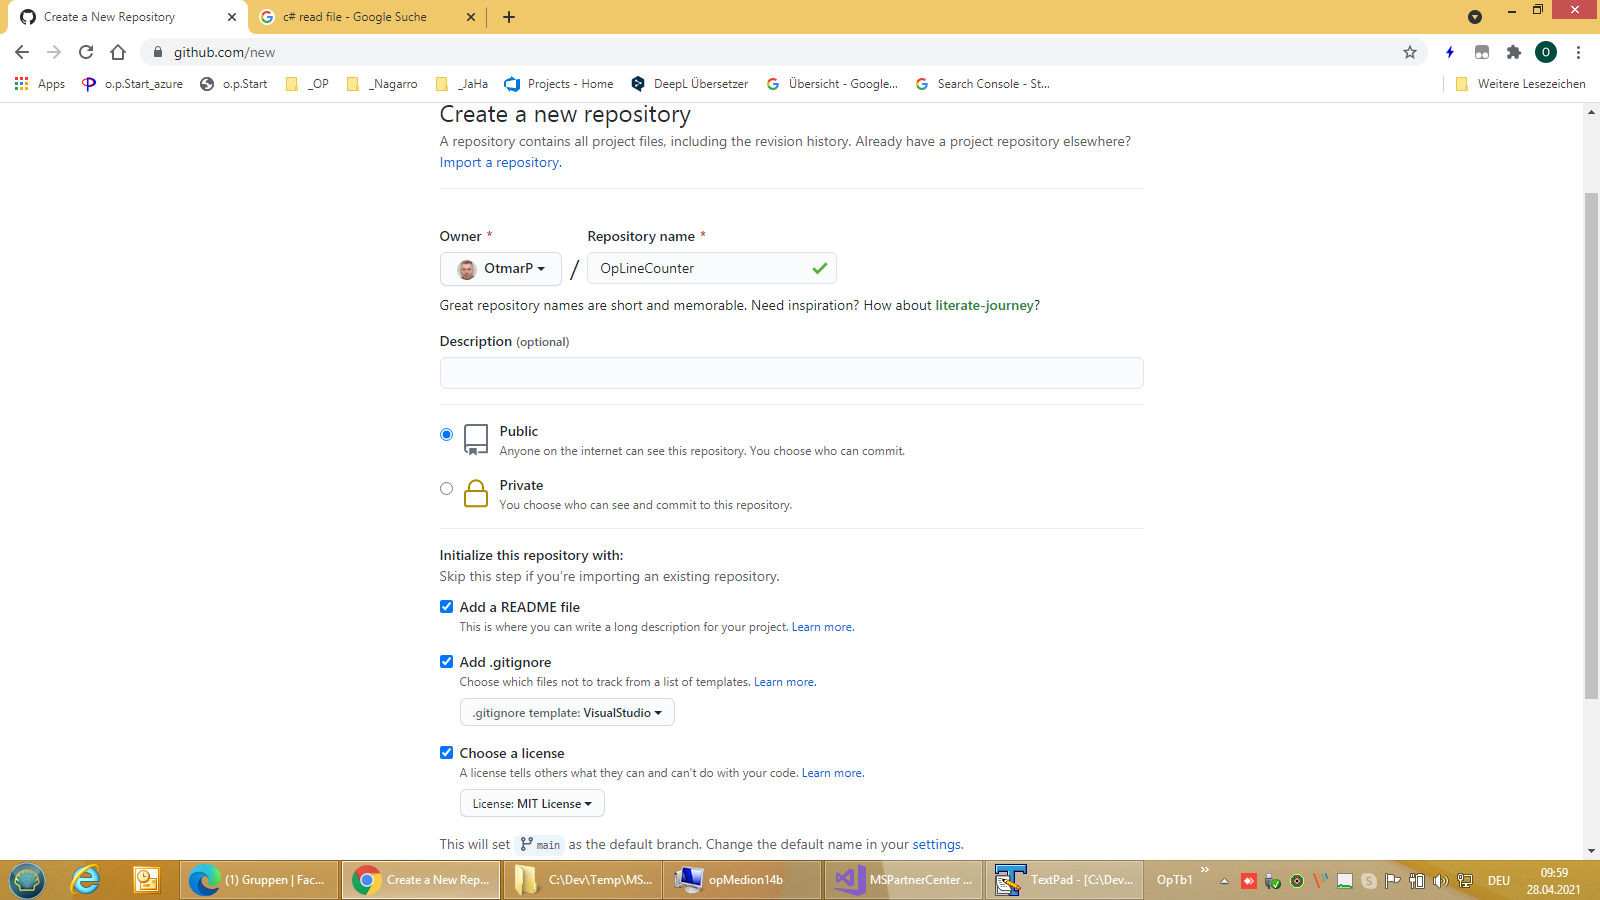 Create a New Repository
c# read file - Google Suche
github.com/new
O
Apps
o.p.Start_azure
o.p.Start
_OP
_Nagarro
_JaHa
Projects - Home
DeepL Übersetzer
Übersicht - Google...
Search Console - St...
Weitere Lesezeichen
Create a new repository
A repository contains all project files, including the revision history. Already have a project repository elsewhere?
Import a repository.
Owner *
Repository name *
OtmarP
/
OpLineCounter
Great repository names are short and memorable. Need inspiration? How about literate-journey?
Description (optional)
Public
Anyone on the internet can see this repository. You choose who can commit.
Private
You choose who can see and commit to this repository.
Initialize this repository with:
Skip this step if you're importing an existing repository.
Add a README file
This is where you can write a long description for your project. Learn more.
Add .gitignore
Choose which files not to track from a list of templates. Learn more.
.gitignore template: VisualStudio
Choose a license
A license tells others what they can and can't do with your code. Learn more.
License: MIT License
This will set main as the default branch. Change the default name in your settings.
(1) Gruppen | Fac...
Create a New Rep...
C:\Dev\Temp\MS...
opMedion14b
MSPartnerCenter ...
TextPad - [C:\Dev...
OpTb1
DEU
09:59
28.04.2021